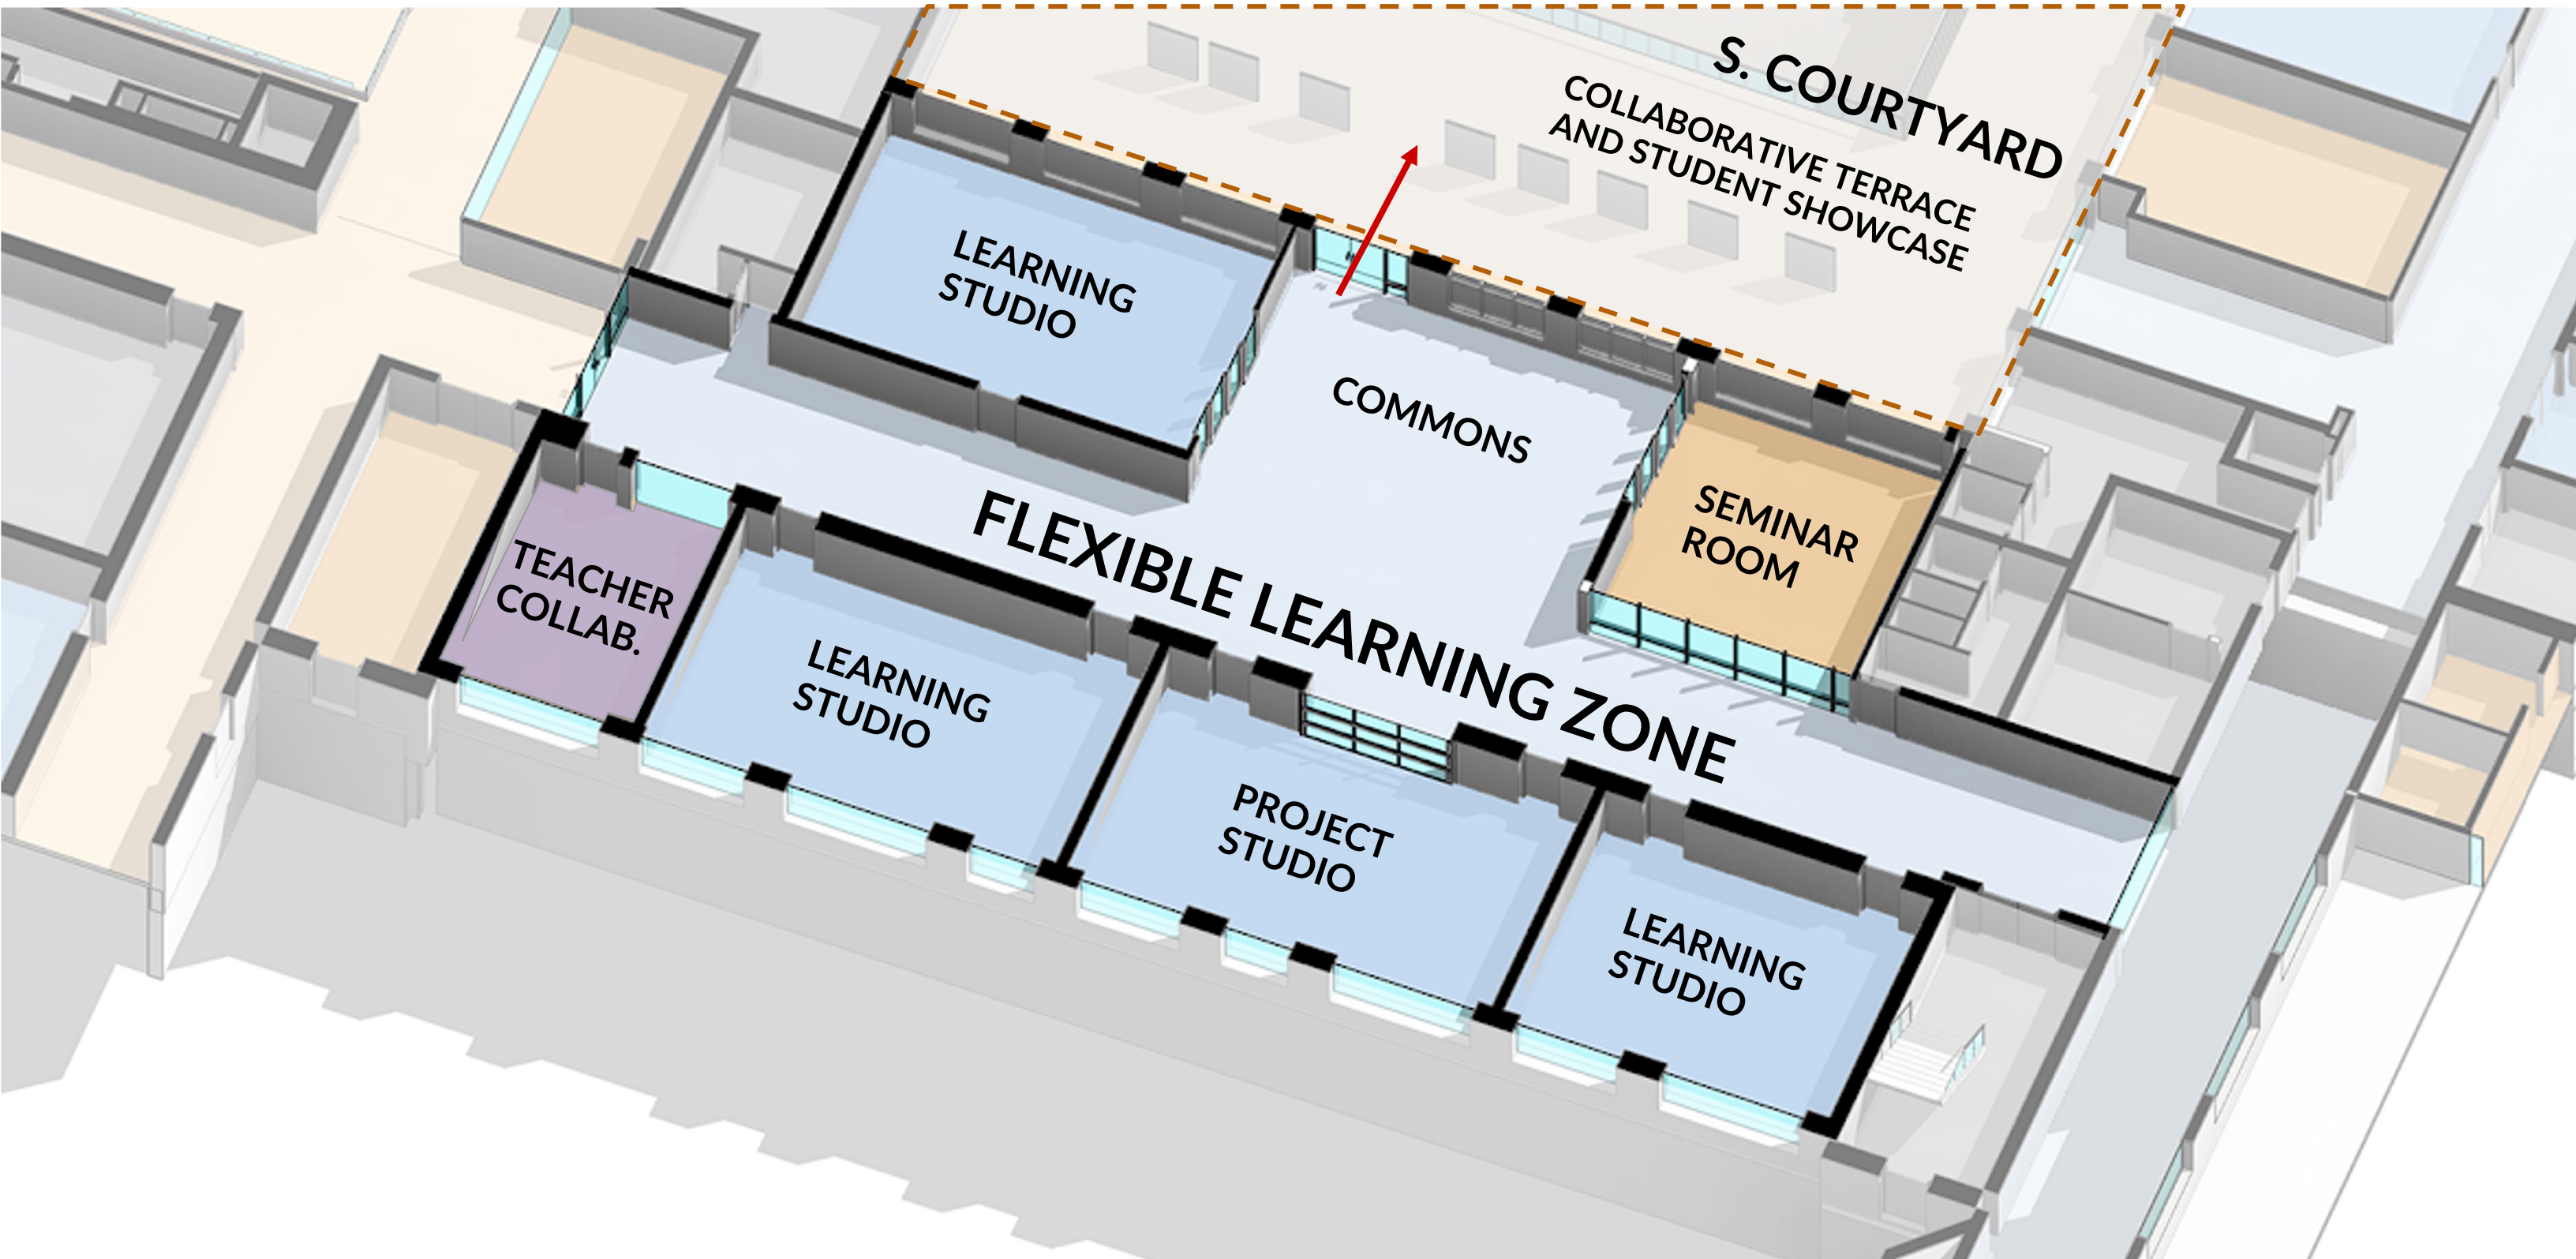 S. COURTYARD
COLLABORATIVE TERRACE
AND STUDENT SHOWCASE
LEARNING
STUDIO
COMMONS
SEMINAR
ROOM
FLEXIBLE LEARNING ZONE
TEACHER
COLLAB.
LEARNING
STUDIO
PROJECT
STUDIO
LEARNING
STUDIO